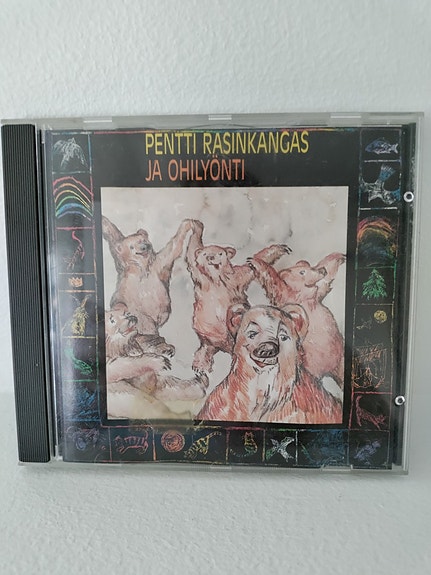 PENTTI RASINKANGAS
JA OHILYÖNTI